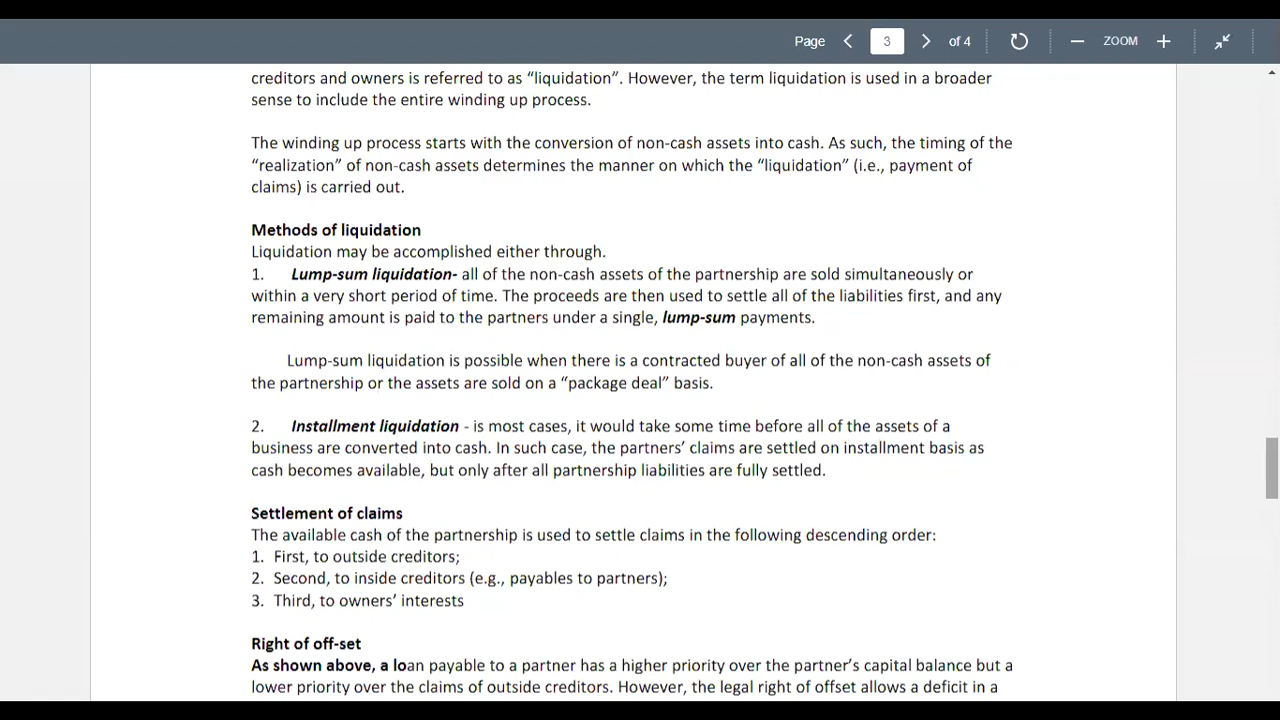 Page 3 of 4 ZOOM
creditors and owners is referred to as “liquidation”. However, the term liquidation is used in a broader
sense to include the entire winding up process.
The winding up process starts with the conversion of non-cash assets into cash. As such, the timing of the
“realization” of non-cash assets determines the manner on which the “liquidation” (i.e., payment of
claims) is carried out.
Methods of liquidation
Liquidation may be accomplished either through.
1. Lump-sum liquidation- all of the non-cash assets of the partnership are sold simultaneously or
within a very short period of time. The proceeds are then used to settle all of the liabilities first, and any
remaining amount is paid to the partners under a single, lump-sum payments.
Lump-sum liquidation is possible when there is a contracted buyer of all of the non-cash assets of
the partnership or the assets are sold on a “package deal” basis.
2. Installment liquidation - is most cases, it would take some time before all of the assets of a
business are converted into cash. In such case, the partners’ claims are settled on installment basis as
cash becomes available, but only after all partnership liabilities are fully settled.
Settlement of claims
The available cash of the partnership is used to settle claims in the following descending order:
1. First, to outside creditors;
2. Second, to inside creditors (e.g., payables to partners);
3. Third, to owners’ interests
Right of off-set
As shown above, a loan payable to a partner has a higher priority over the partner’s capital balance but a
lower priority over the claims of outside creditors. However, the legal right of offset allows a deficit in a